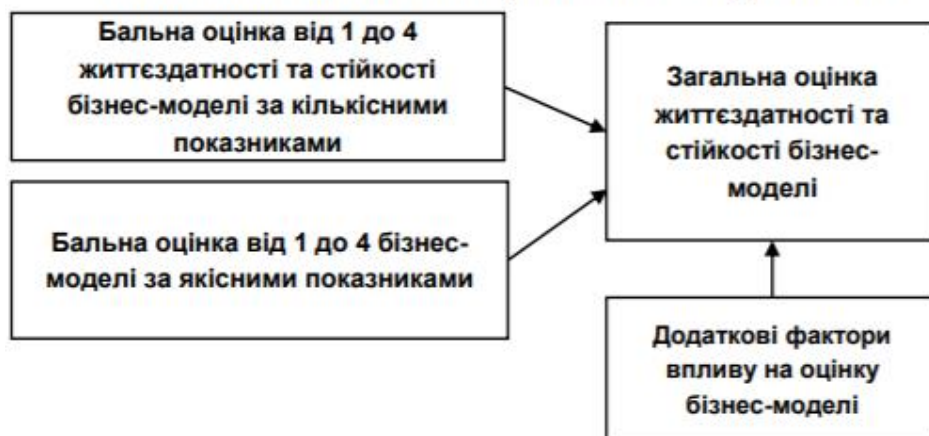 Бальна оцінка від 1 до 4
життєздатності та стійкості
бізнес-моделі за кількісними
показниками
Загальна оцінка
життєздатності та
стійкості бізнес-
моделі
Бальна оцінка від 1 до 4 бізнес-
моделі за якісними показниками
Додаткові фактори
впливу на оцінку
бізнес-моделі